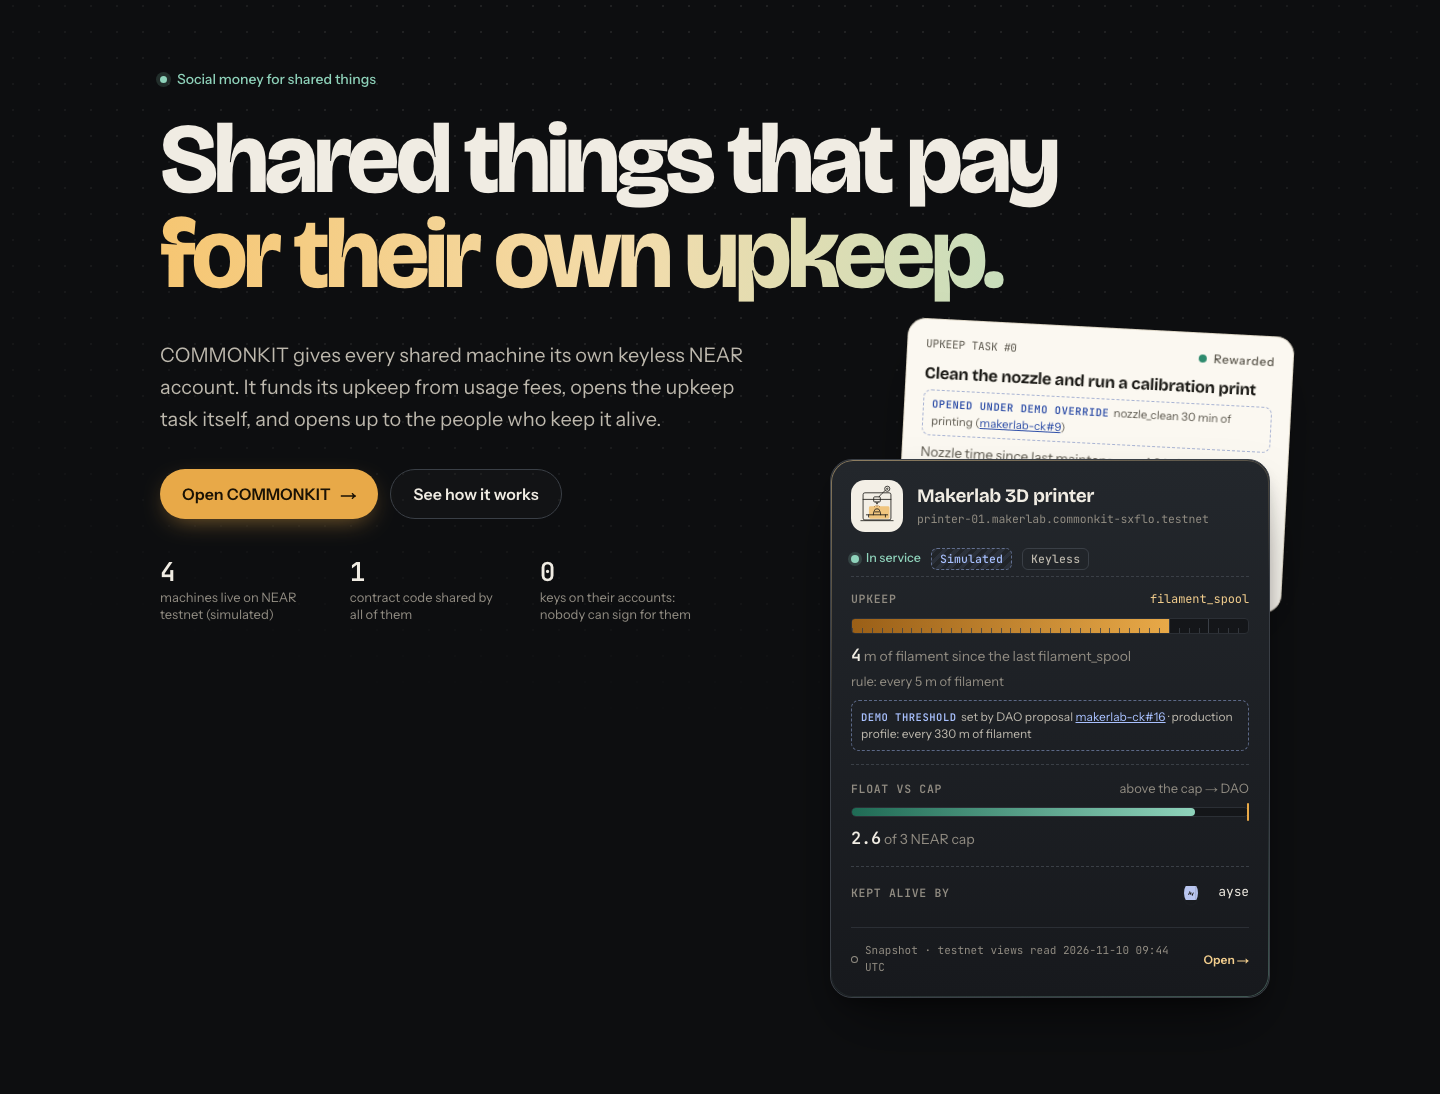 Social money for shared things
Shared things that pay
for their own upkeep.
COMMONKIT gives every shared machine its own keyless NEAR
account. It funds its upkeep from usage fees, opens the upkeep
task itself, and opens up to the people who keep it alive.
Open COMMONKIT →
See how it works
4
machines live on NEAR
testnet (simulated)
1
contract code shared by
all of them
0
keys on their accounts:
nobody can sign for them
UPKEEP TASK #0
Rewarded
Clean the nozzle and run a calibration print
OPENED UNDER DEMO OVERRIDE nozzle_clean 30 min of
printing (makerlab-ck#9)
Nozzle time since last
Makerlab 3D printer
printer-01.makerlab.commonkit-sxflo.testnet
In service
Simulated
Keyless
UPKEEP
filament_spool
4 m of filament since the last filament_spool
rule: every 5 m of filament
DEMO THRESHOLD set by DAO proposal makerlab-ck#16 · production
profile: every 330 m of filament
FLOAT VS CAP
above the cap → DAO
2.6 of 3 NEAR cap
KEPT ALIVE BY
Ay
ayse
Snapshot · testnet views read 2026-11-10 09:44
UTC
Open →